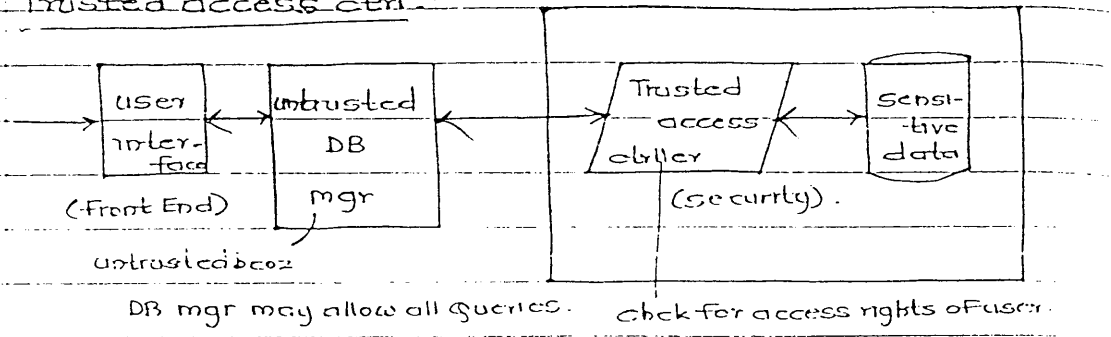 Trusted access ctrl.
user
inter-
face
(Front End)
untrusted
DB
mgr
untrusted bcoz
DB mgr may allow all Queries.
Trusted
access
ctrller
(security).
sensi-
-tive
data
chck for access rights of user.